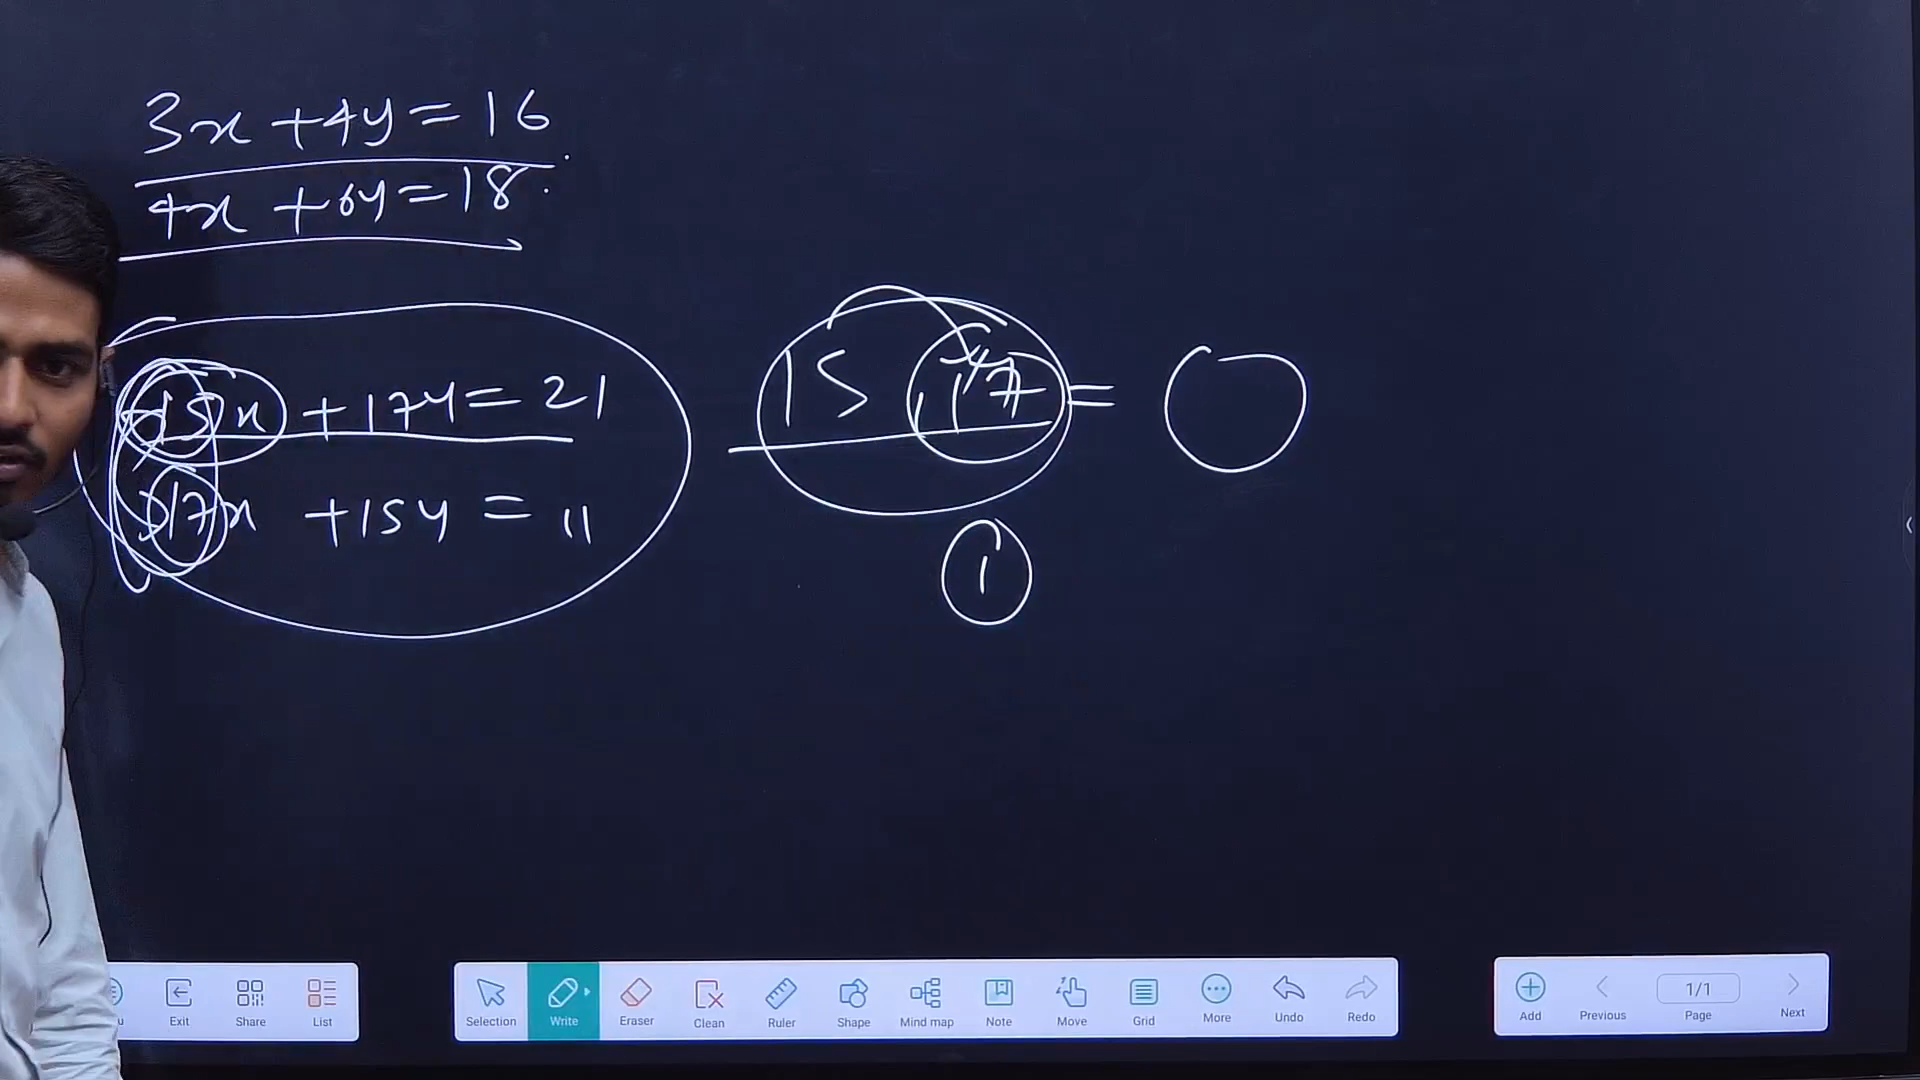 3x + 4y = 16
4x + 6y = 18
15x + 17y = 21
17x + 15y = 11
15 17 =
1
Exit Share List
Selection Write Eraser Clean Ruler Shape Mind map Note Move Grid More Undo Redo
1/1
Add Previous Page Next